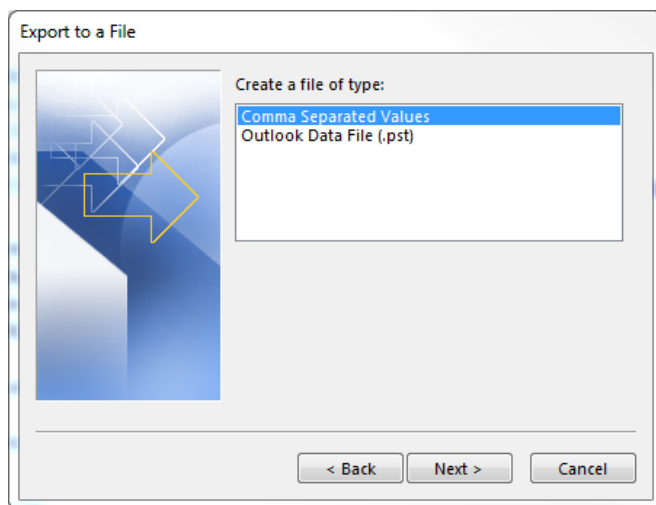 Export to a File
Create a file of type:
Comma Separated Values
Outlook Data File (.pst)
< Back
Next >
Cancel